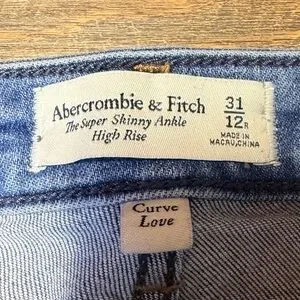 Abercrombie & Fitch
The Super Skinny Ankle
High Rise
31
12R
MADE IN
MACAU,CHINA
Curve
Love